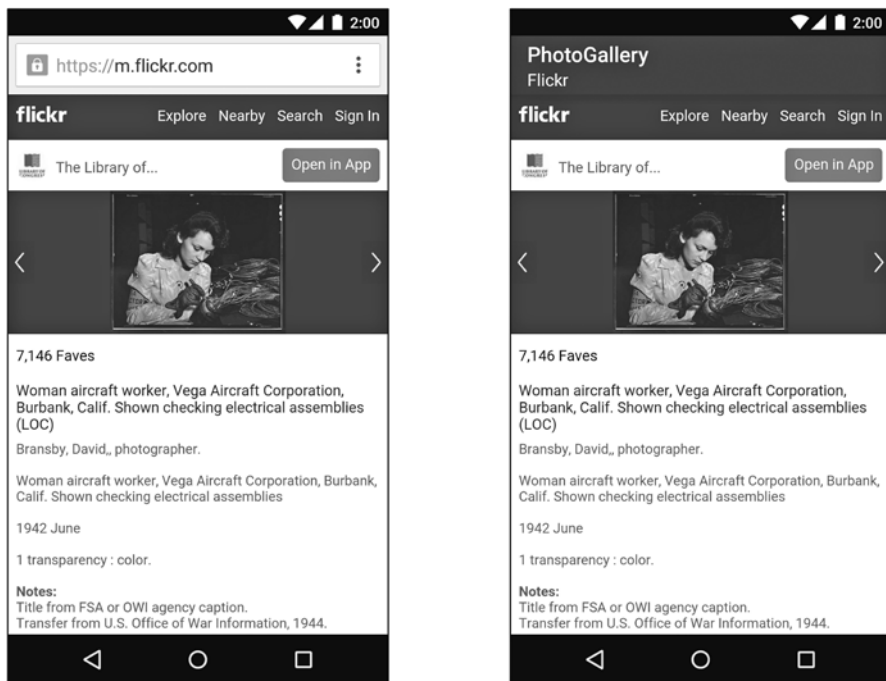 2:00
https://m.flickr.com
flickr Explore Nearby Search Sign In
The Library of... Open in App
7,146 Faves
Woman aircraft worker, Vega Aircraft Corporation,
Burbank, Calif. Shown checking electrical assemblies
(LOC)
Bransby, David,, photographer.
Woman aircraft worker, Vega Aircraft Corporation, Burbank,
Calif. Shown checking electrical assemblies
1942 June
1 transparency : color.
Notes:
Title from FSA or OWI agency caption.
Transfer from U.S. Office of War Information, 1944.
2:00
PhotoGallery
Flickr
flickr Explore Nearby Search Sign In
The Library of... Open in App
7,146 Faves
Woman aircraft worker, Vega Aircraft Corporation,
Burbank, Calif. Shown checking electrical assemblies
(LOC)
Bransby, David,, photographer.
Woman aircraft worker, Vega Aircraft Corporation, Burbank,
Calif. Shown checking electrical assemblies
1942 June
1 transparency : color.
Notes:
Title from FSA or OWI agency caption.
Transfer from U.S. Office of War Information, 1944.